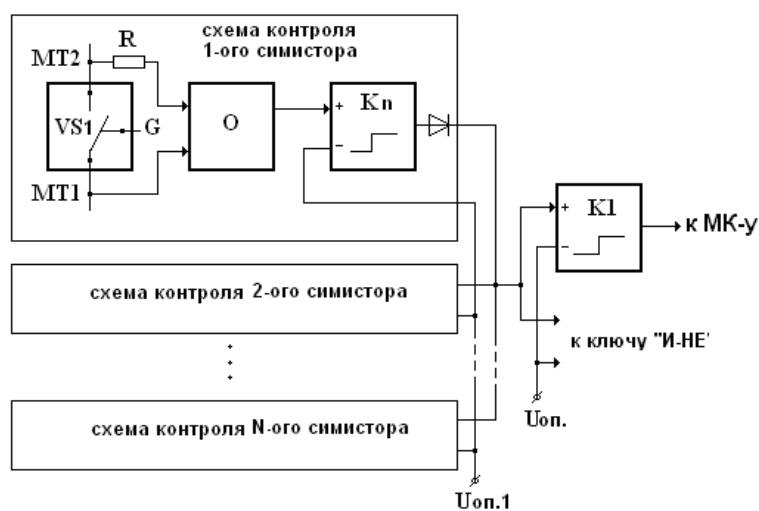 схема контроля
1-ого симистора
R
MT2
VS1
G
O
MT1
+
Kn
−
+
K1
−
к МК-у
схема контроля 2-ого симистора
к ключу "И-НЕ'
Uоп.
схема контроля N-ого симистора
Uоп.1